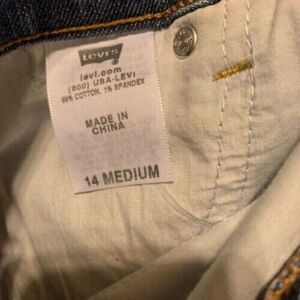 Levi's
levi.com
(800) USA-LEVI
99% COTTON, 1% SPANDEX
MADE IN
CHINA
14 MEDIUM